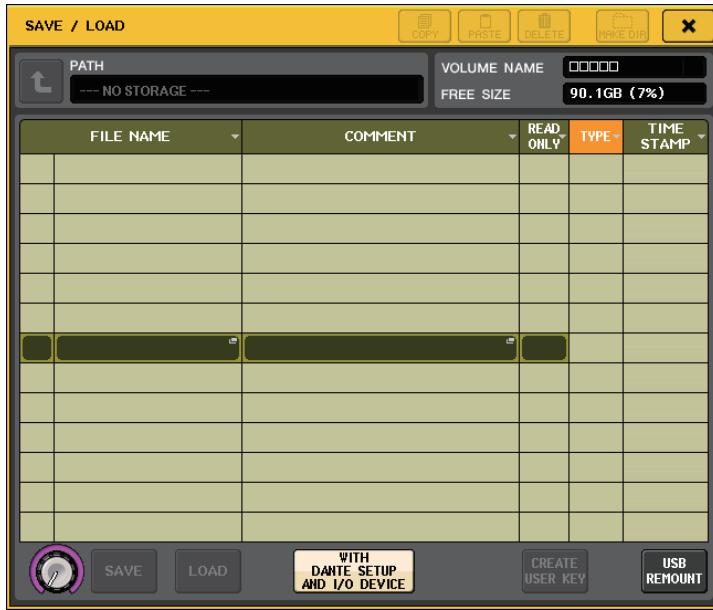 SAVE / LOAD
COPY
PASTE
DELETE
MAKE DIR
PATH
--- NO STORAGE ---
VOLUME NAME □□□□□
FREE SIZE 90.1GB (7%)
FILE NAME
COMMENT
READ ONLY
TYPE
TIME STAMP
SAVE
LOAD
WITH
DANTE SETUP
AND I/O DEVICE
CREATE
USER KEY
USB
REMOUNT